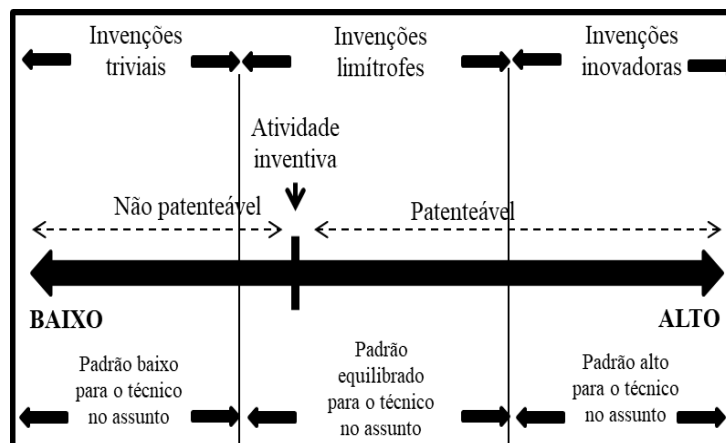 Invenções
triviais
Invenções
limítrofes
Invenções
inovadoras
Atividade
inventiva
Não patenteável
Patenteável
BAIXO
ALTO
Padrão baixo
para o técnico
no assunto
Padrão
equilibrado
para o técnico
no assunto
Padrão alto
para o técnico
no assunto